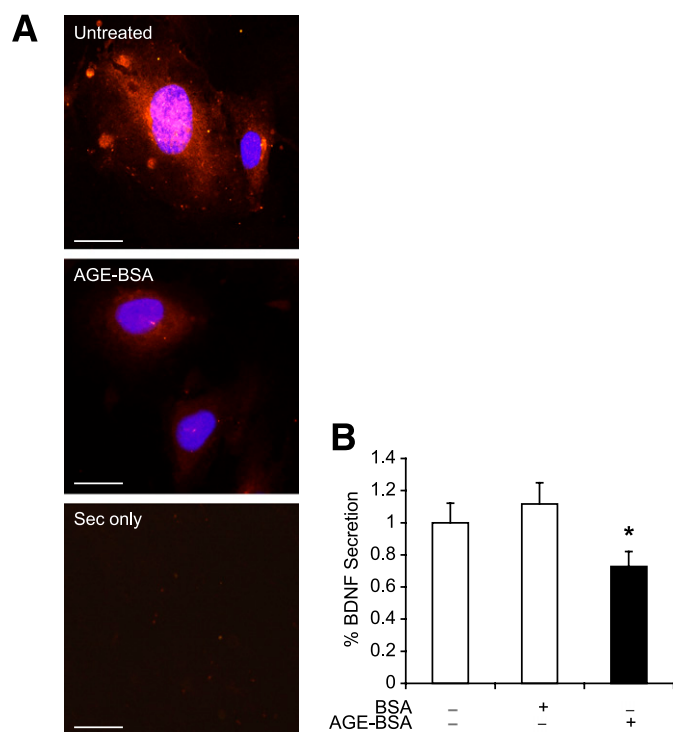 A
Untreated
AGE-BSA
Sec only
B
% BDNF Secretion
1.4
1.2
1
0.8
0.6
0.4
0.2
0
*
BSA – + –
AGE-BSA – – +